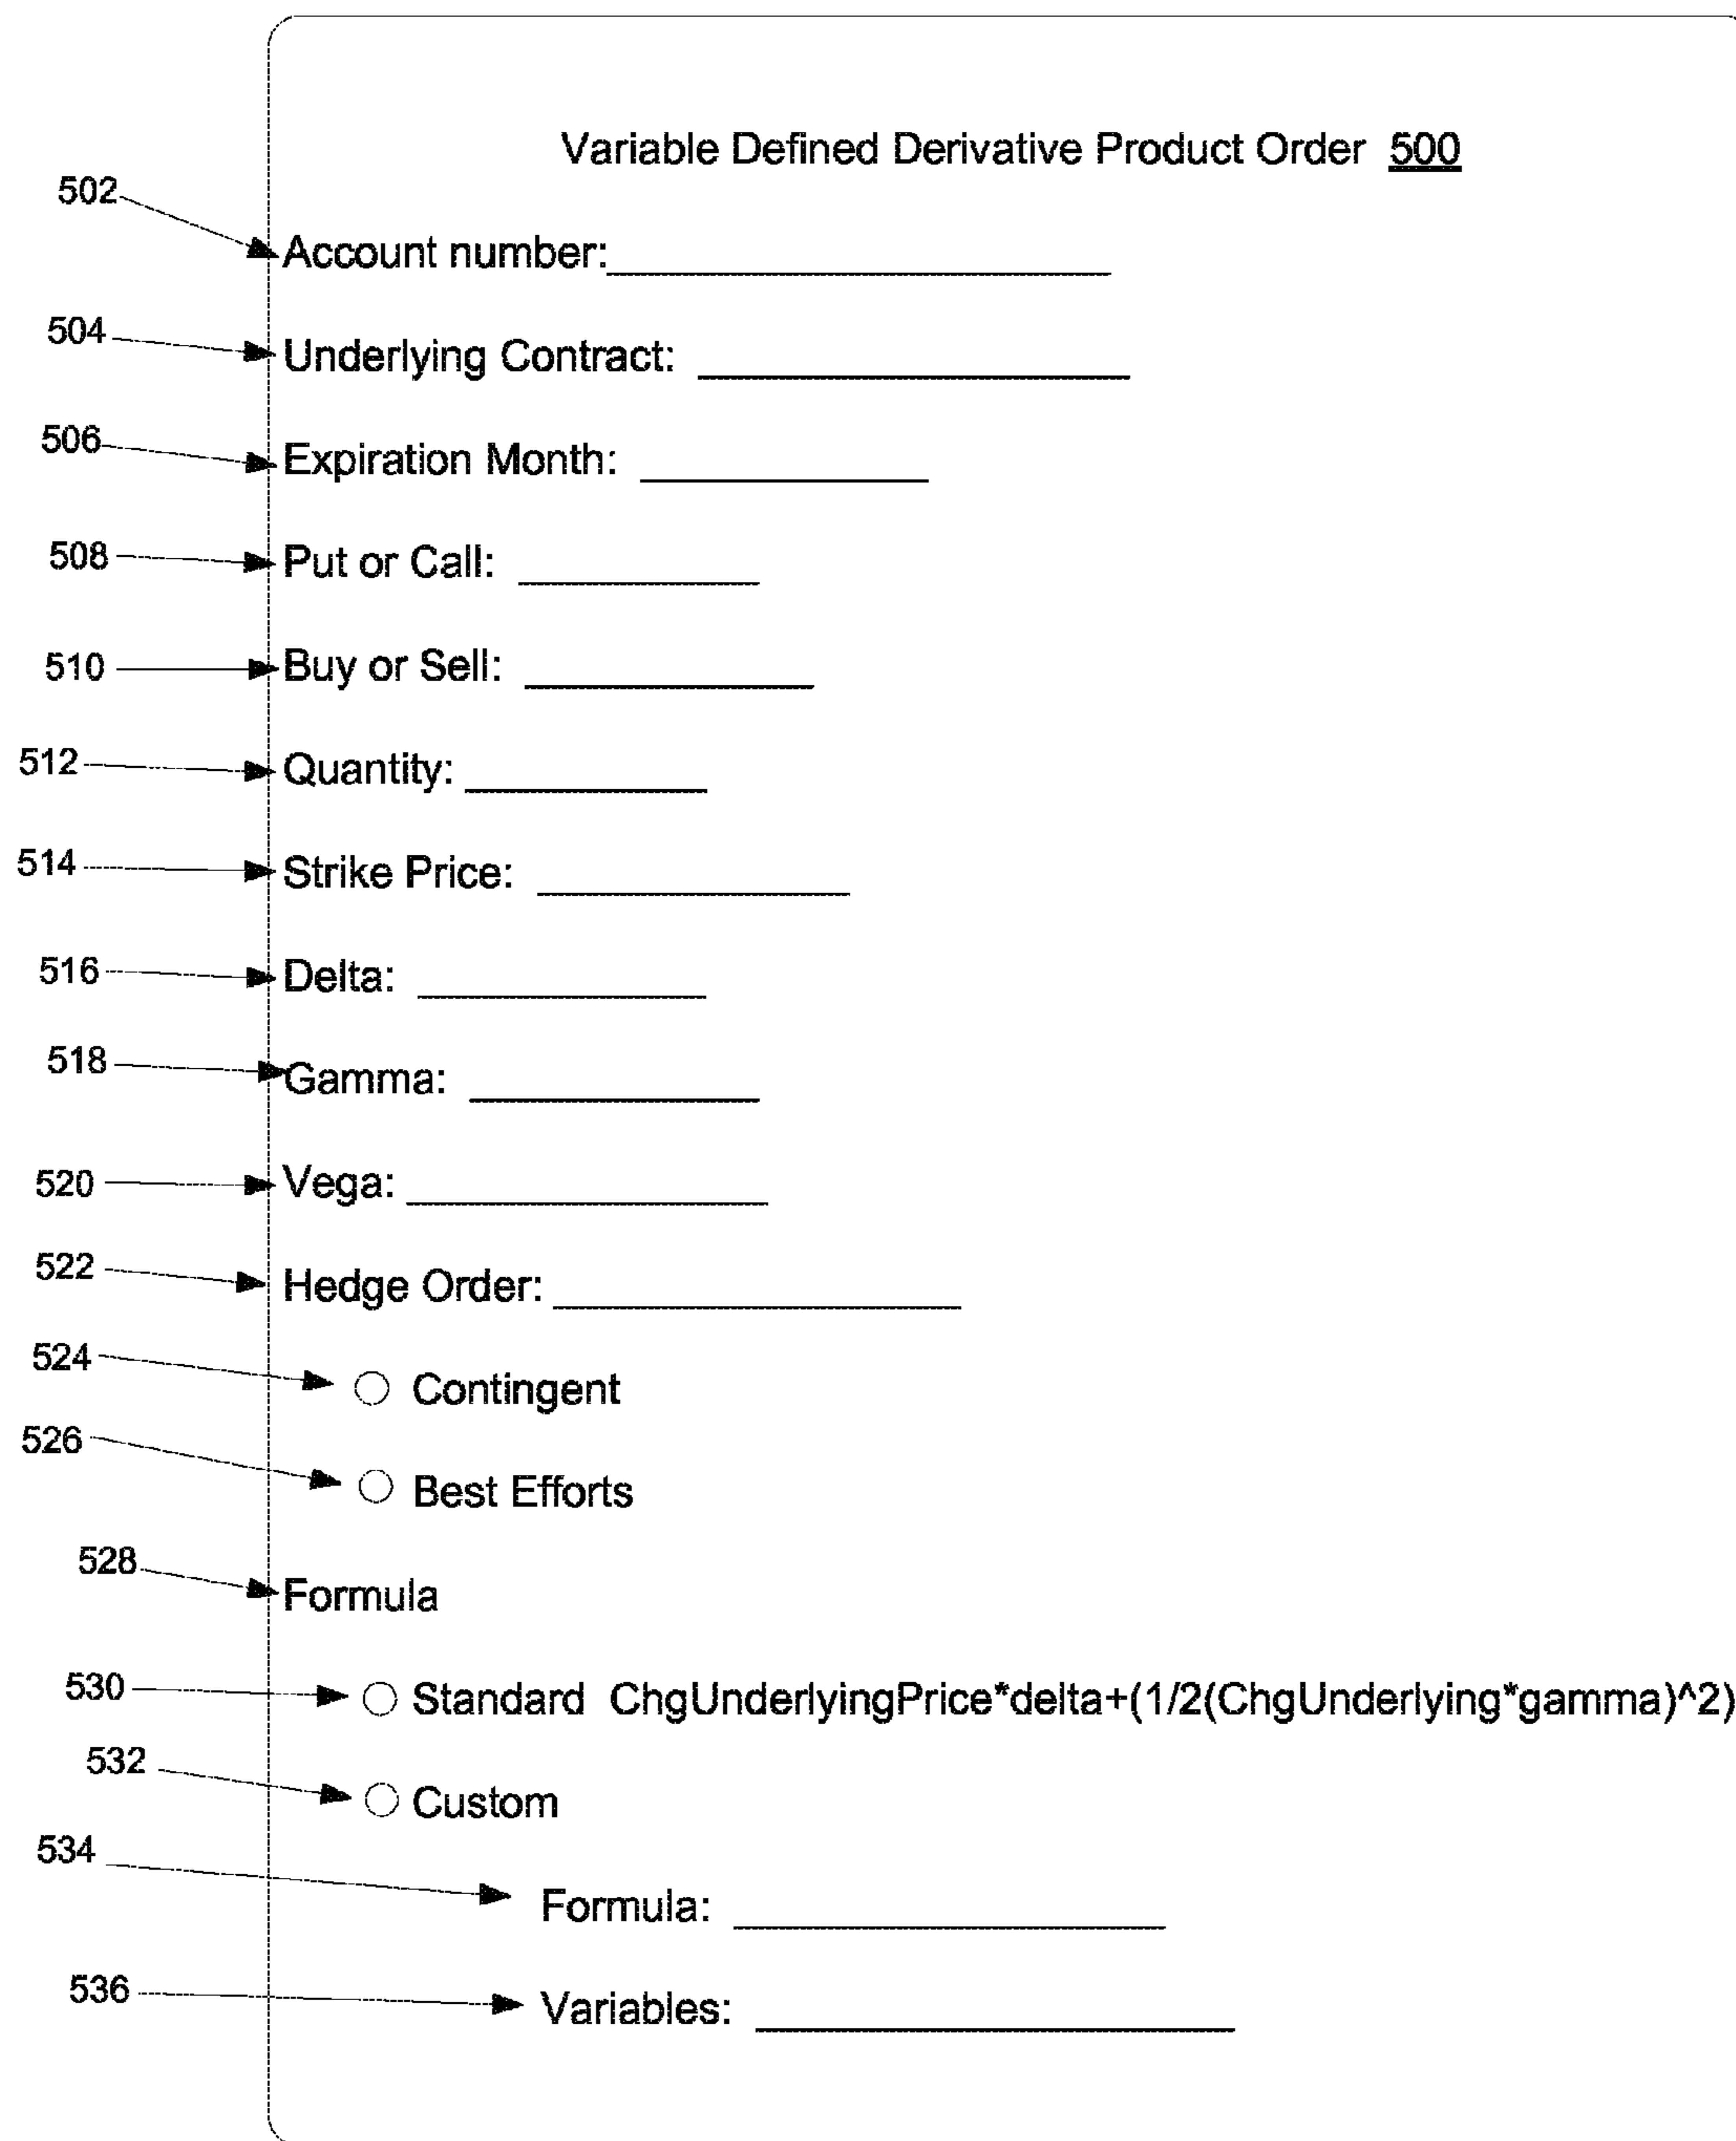 Variable Defined Derivative Product Order 500
502
Account number:
504
Underlying Contract:
506
Expiration Month:
508
Put or Call:
510
Buy or Sell:
512
Quantity:
514
Strike Price:
516
Delta:
518
Gamma:
520
Vega:
522
Hedge Order:
524
Contingent
526
Best Efforts
528
Formula
530
Standard ChgUnderlyingPrice*delta+(1/2(ChgUnderlying*gamma)^2)
532
Custom
534
Formula:
536
Variables: